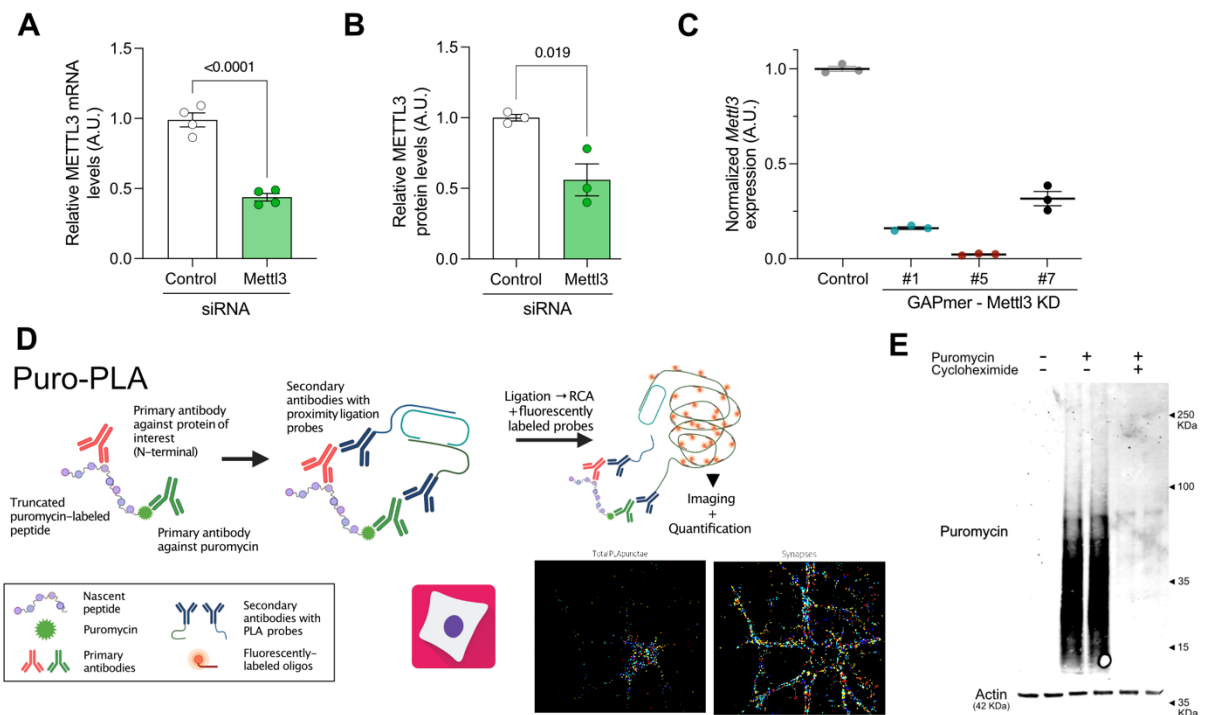 A
Relative METTL3 mRNA
levels (A.U.)
1.5
1.0
0.5
0.0
<0.0001
Control
Mettl3
siRNA
B
Relative METTL3
protein levels (A.U.)
1.5
1.0
0.5
0.0
0.019
Control
Mettl3
siRNA
C
Normalized Mettl3
expression (A.U.)
1.0
0.5
0.0
Control
#1
#5
#7
GAPmer - Mettl3 KD
D
Puro-PLA
Primary antibody
against protein of
interest
(N-terminal)
Truncated
puromycin-labeled
peptide
Primary antibody
against puromycin
Secondary
antibodies with
proximity ligation
probes
Ligation → RCA
+ fluorescently
labeled probes
Imaging
+
Quantification
Nascent
peptide
Puromycin
Primary
antibodies
Secondary
antibodies with
PLA probes
Fluorescently-
labeled oligos
TotalPLApunctae
Synapses
E
Puromycin - + +
Cycloheximide - - +
Puromycin
250
KDa
100
35
15
Actin
(42 KDa)
35
KDa